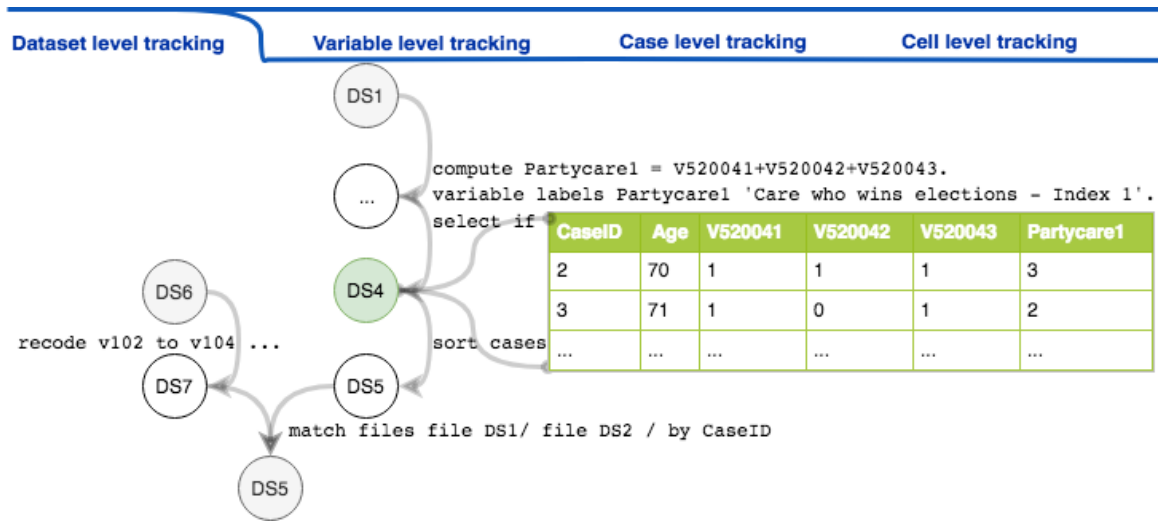 Dataset level tracking Variable level tracking Case level tracking Cell level tracking
DS1
compute Partycare1 = V520041+V520042+V520043.
...
variable labels Partycare1 'Care who wins elections - Index 1'.
select if
CaseID Age V520041 V520042 V520043 Partycare1
2 70 1 1 1 3
DS6
DS4
3 71 1 0 1 2
recode v102 to v104 ...
sort cases
... ... ... ... ... ...
DS7
DS5
match files file DS1/ file DS2 / by CaseID
DS5